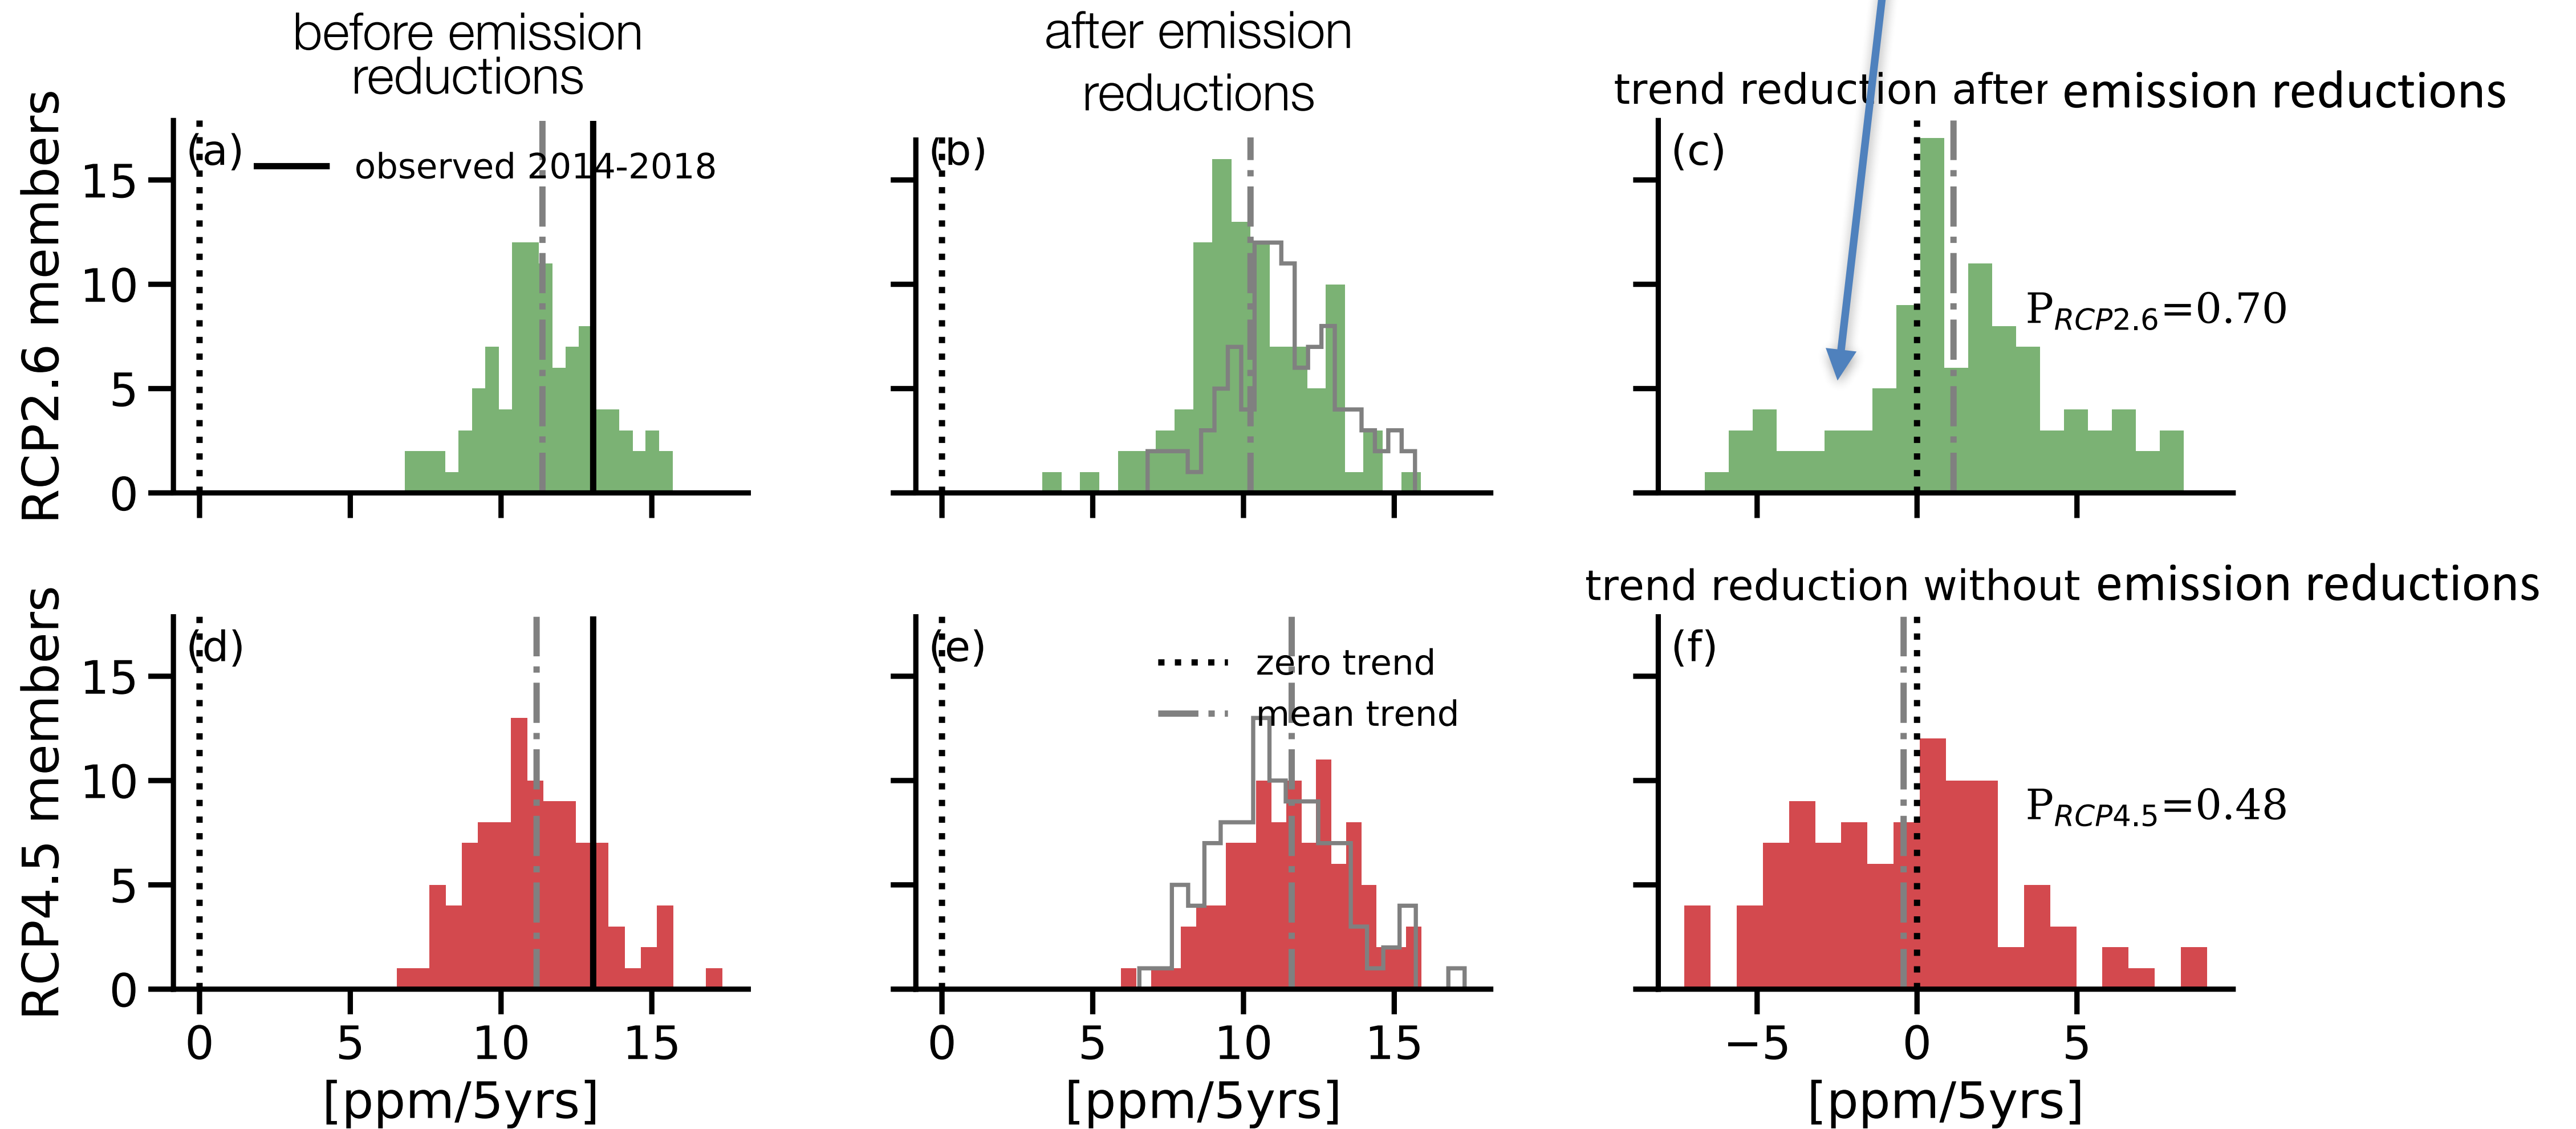 before emission
reductions
after emission
reductions
trend reduction after emission reductions
RCP2.6 members
15
10
5
0
(a)
observed 2014-2018
(b)
(c)
P_RCP2.6=0.70
trend reduction without emission reductions
RCP4.5 members
15
10
5
0
(d)
(e)
zero trend
mean trend
(f)
P_RCP4.5=0.48
0 5 10 15
[ppm/5yrs]
0 5 10 15
[ppm/5yrs]
−5 0 5
[ppm/5yrs]